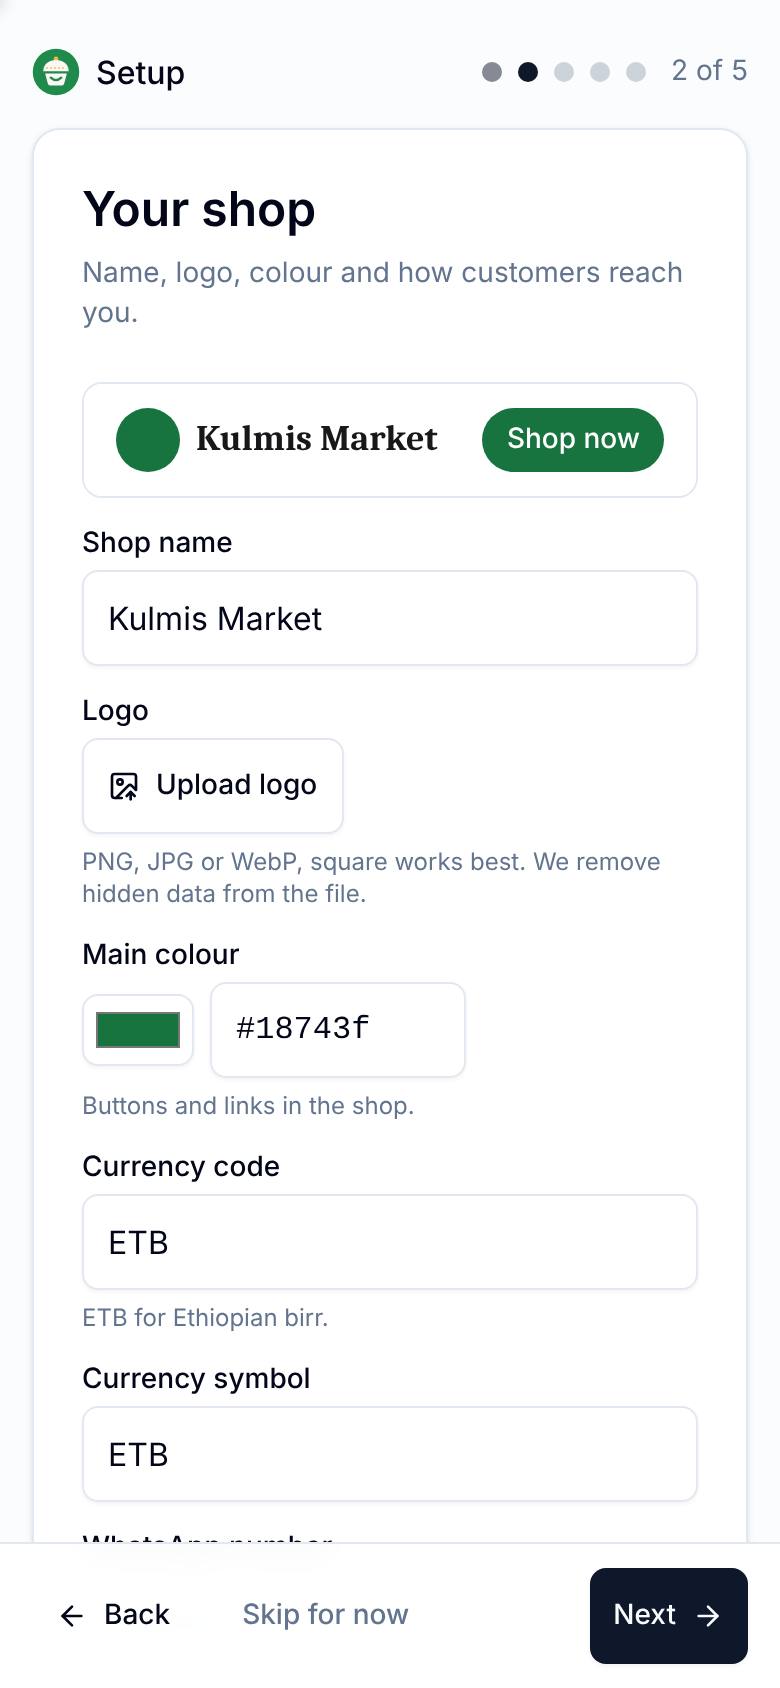 Setup
2 of 5
Your shop
Name, logo, colour and how customers reach
you.
Kulmis Market
Shop now
Shop name
Kulmis Market
Logo
Upload logo
PNG, JPG or WebP, square works best. We remove
hidden data from the file.
Main colour
#18743f
Buttons and links in the shop.
Currency code
ETB
ETB for Ethiopian birr.
Currency symbol
ETB
WhatsApp number
Back
Skip for now
Next